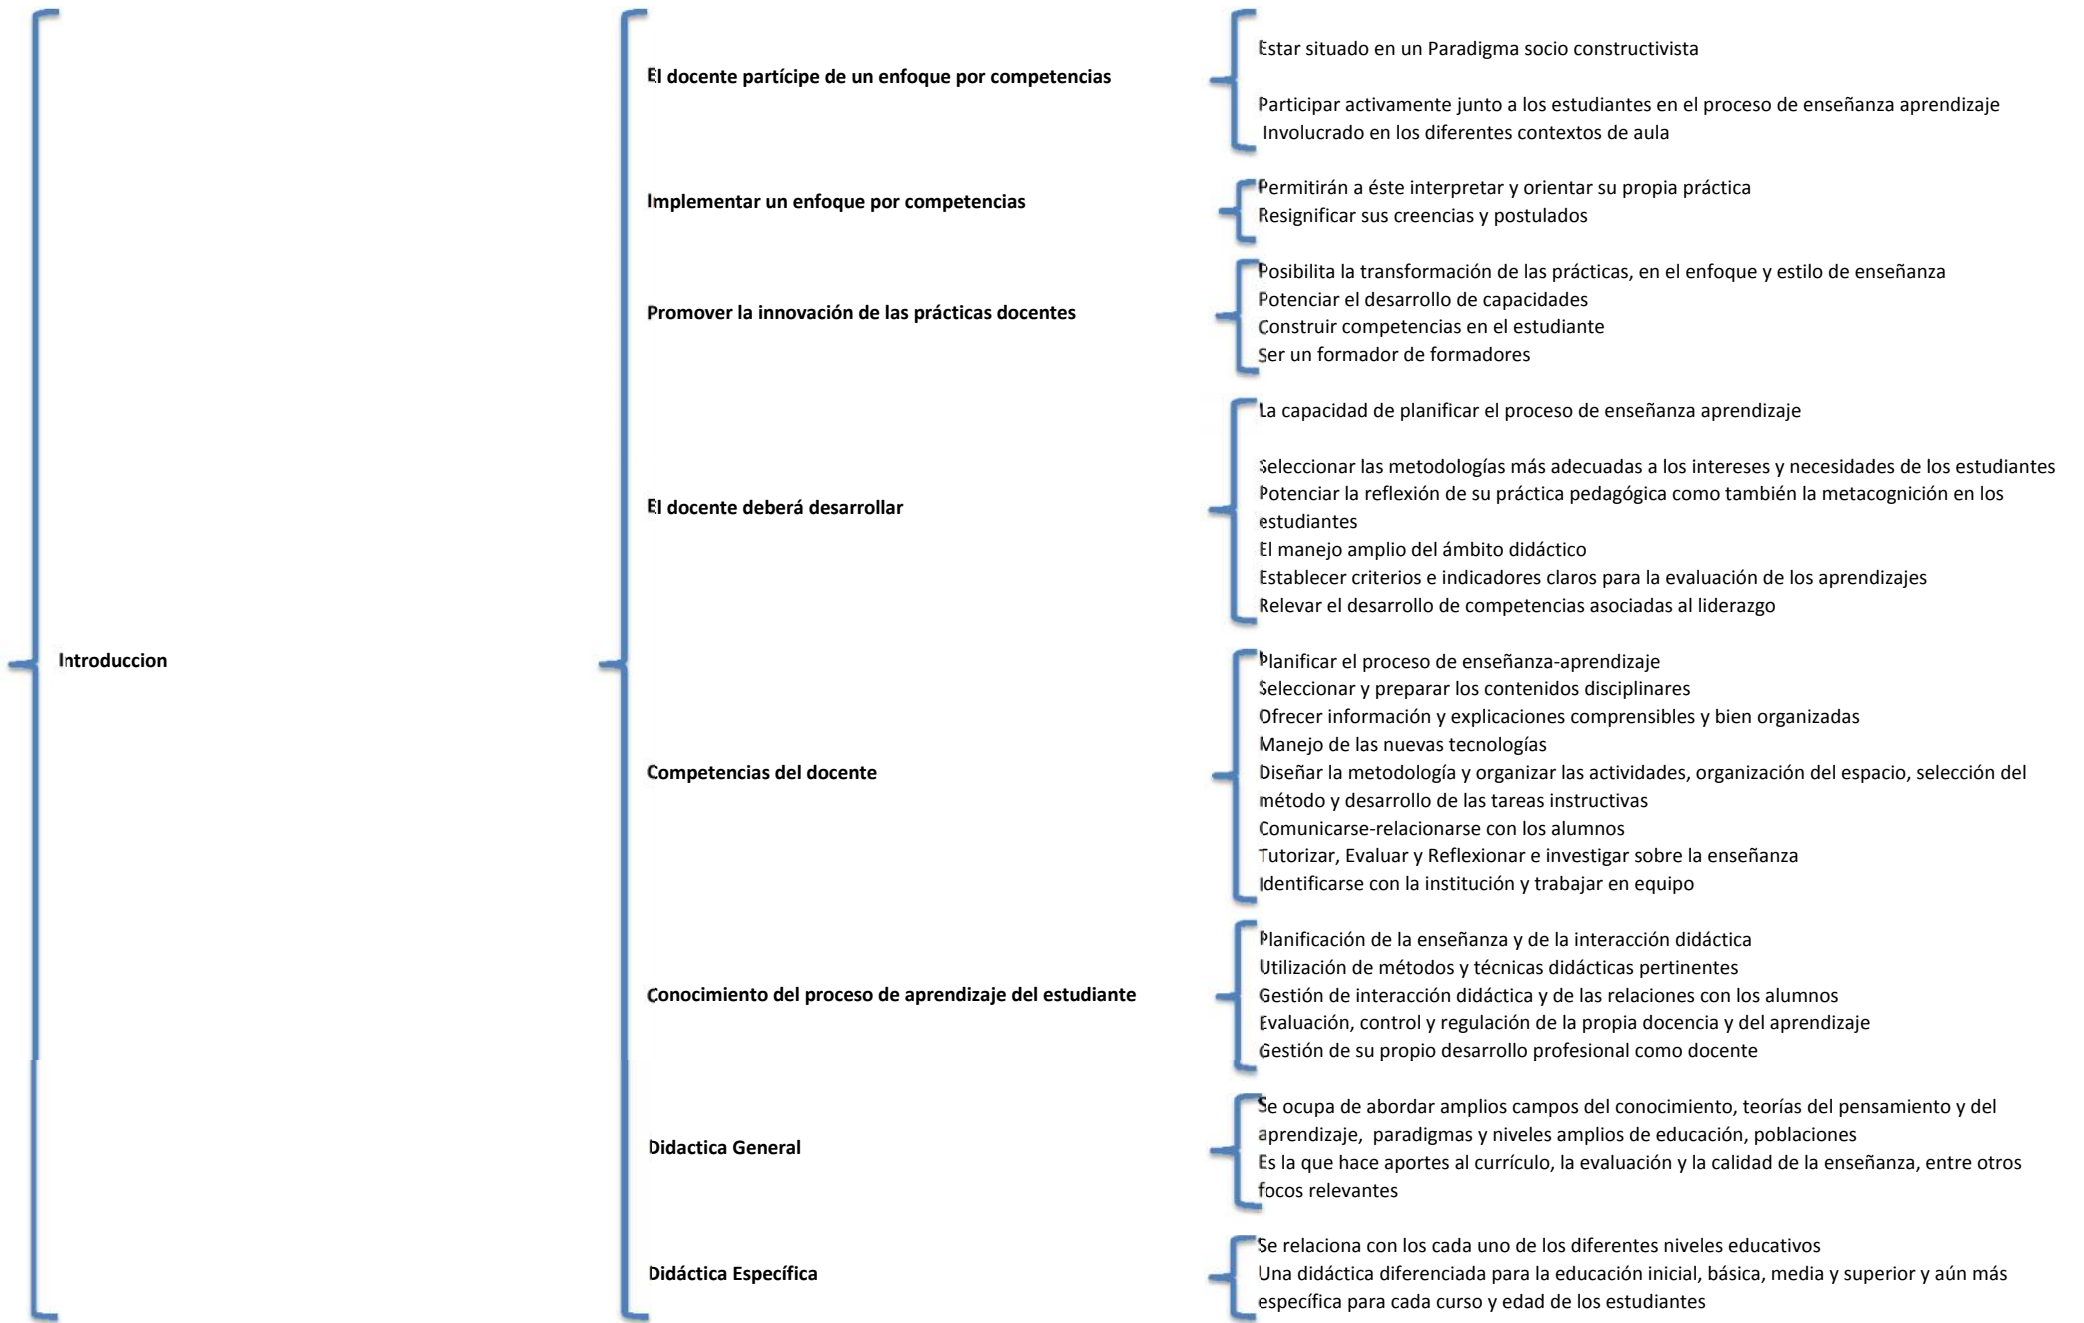 Introduccion
El docente partícipe de un enfoque por competencias
Estar situado en un Paradigma socio constructivista
Participar activamente junto a los estudiantes en el proceso de enseñanza aprendizaje
Involucrado en los diferentes contextos de aula
Implementar un enfoque por competencias
Permitirán a éste interpretar y orientar su propia práctica
Resignificar sus creencias y postulados
Promover la innovación de las prácticas docentes
Posibilita la transformación de las prácticas, en el enfoque y estilo de enseñanza
Potenciar el desarrollo de capacidades
Construir competencias en el estudiante
Ser un formador de formadores
El docente deberá desarrollar
La capacidad de planificar el proceso de enseñanza aprendizaje
Seleccionar las metodologías más adecuadas a los intereses y necesidades de los estudiantes
Potenciar la reflexión de su práctica pedagógica como también la metacognición en los
estudiantes
El manejo amplio del ámbito didáctico
Establecer criterios e indicadores claros para la evaluación de los aprendizajes
Relevar el desarrollo de competencias asociadas al liderazgo
Competencias del docente
Planificar el proceso de enseñanza-aprendizaje
Seleccionar y preparar los contenidos disciplinares
Ofrecer información y explicaciones comprensibles y bien organizadas
Manejo de las nuevas tecnologías
Diseñar la metodología y organizar las actividades, organización del espacio, selección del
método y desarrollo de las tareas instructivas
Comunicarse-relacionarse con los alumnos
Tutorizar, Evaluar y Reflexionar e investigar sobre la enseñanza
Identificarse con la institución y trabajar en equipo
Conocimiento del proceso de aprendizaje del estudiante
Planificación de la enseñanza y de la interacción didáctica
Utilización de métodos y técnicas didácticas pertinentes
Gestión de interacción didáctica y de las relaciones con los alumnos
Evaluación, control y regulación de la propia docencia y del aprendizaje
Gestión de su propio desarrollo profesional como docente
Didactica General
Se ocupa de abordar amplios campos del conocimiento, teorías del pensamiento y del
aprendizaje, paradigmas y niveles amplios de educación, poblaciones
Es la que hace aportes al currículo, la evaluación y la calidad de la enseñanza, entre otros
focos relevantes
Didáctica Específica
Se relaciona con los cada uno de los diferentes niveles educativos
Una didáctica diferenciada para la educación inicial, básica, media y superior y aún más
específica para cada curso y edad de los estudiantes